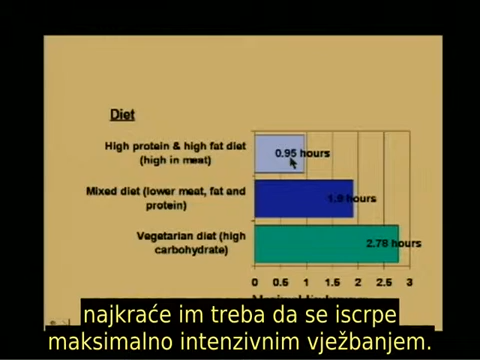 Diet
High protein & high fat diet
(high in meat)
0.95 hours
Mixed diet (lower meat, fat and
protein)
1.9 hours
Vegetarian diet (high
carbohydrate)
2.78 hours
0 0.5 1 1.5 2 2.5 3
najkraće im treba da se iscrpe
maksimalno intenzivnim vježbanjem.